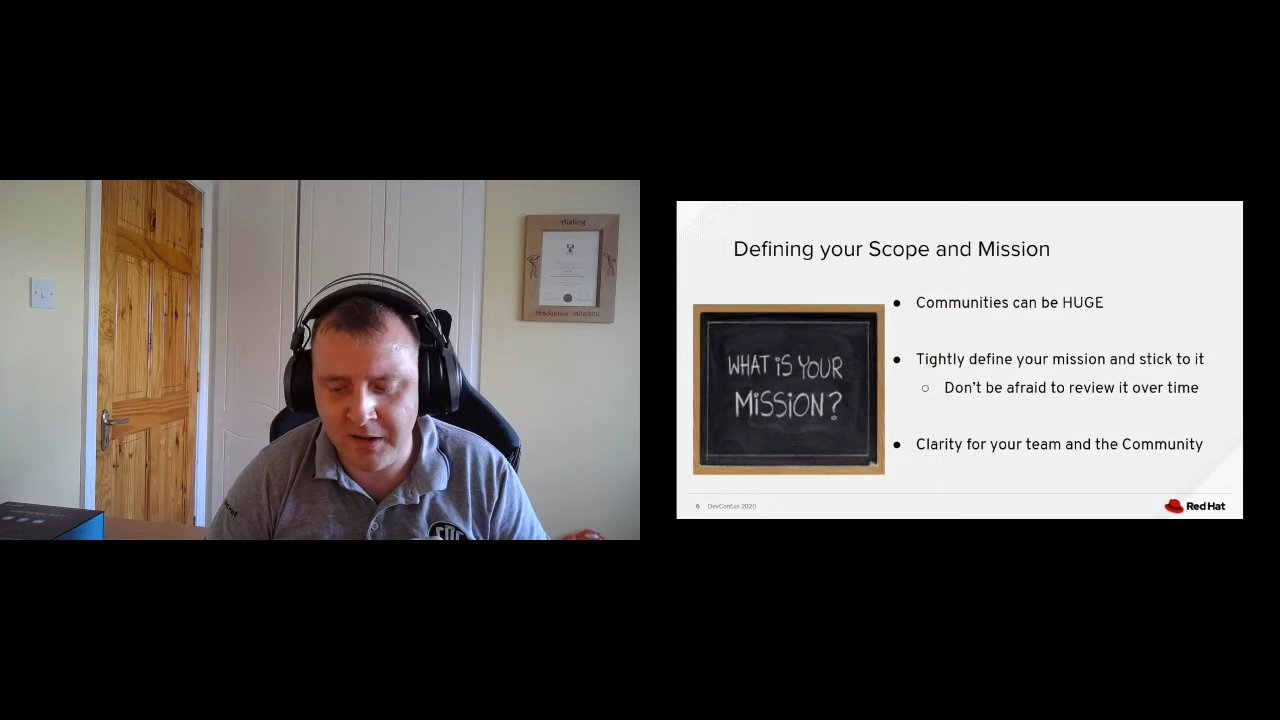 Defining your Scope and Mission
WHAT iS YOUR
MiSSION?
● Communities can be HUGE
● Tightly define your mission and stick to it
○ Don't be afraid to review it over time
● Clarity for your team and the Community
6 DevConf.us 2020
Red Hat